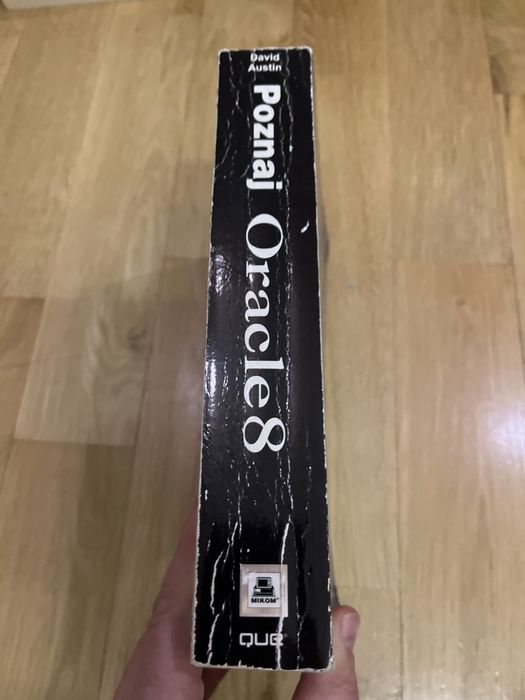 David
Austin
Poznaj Oracle8
MIKOM
QUE